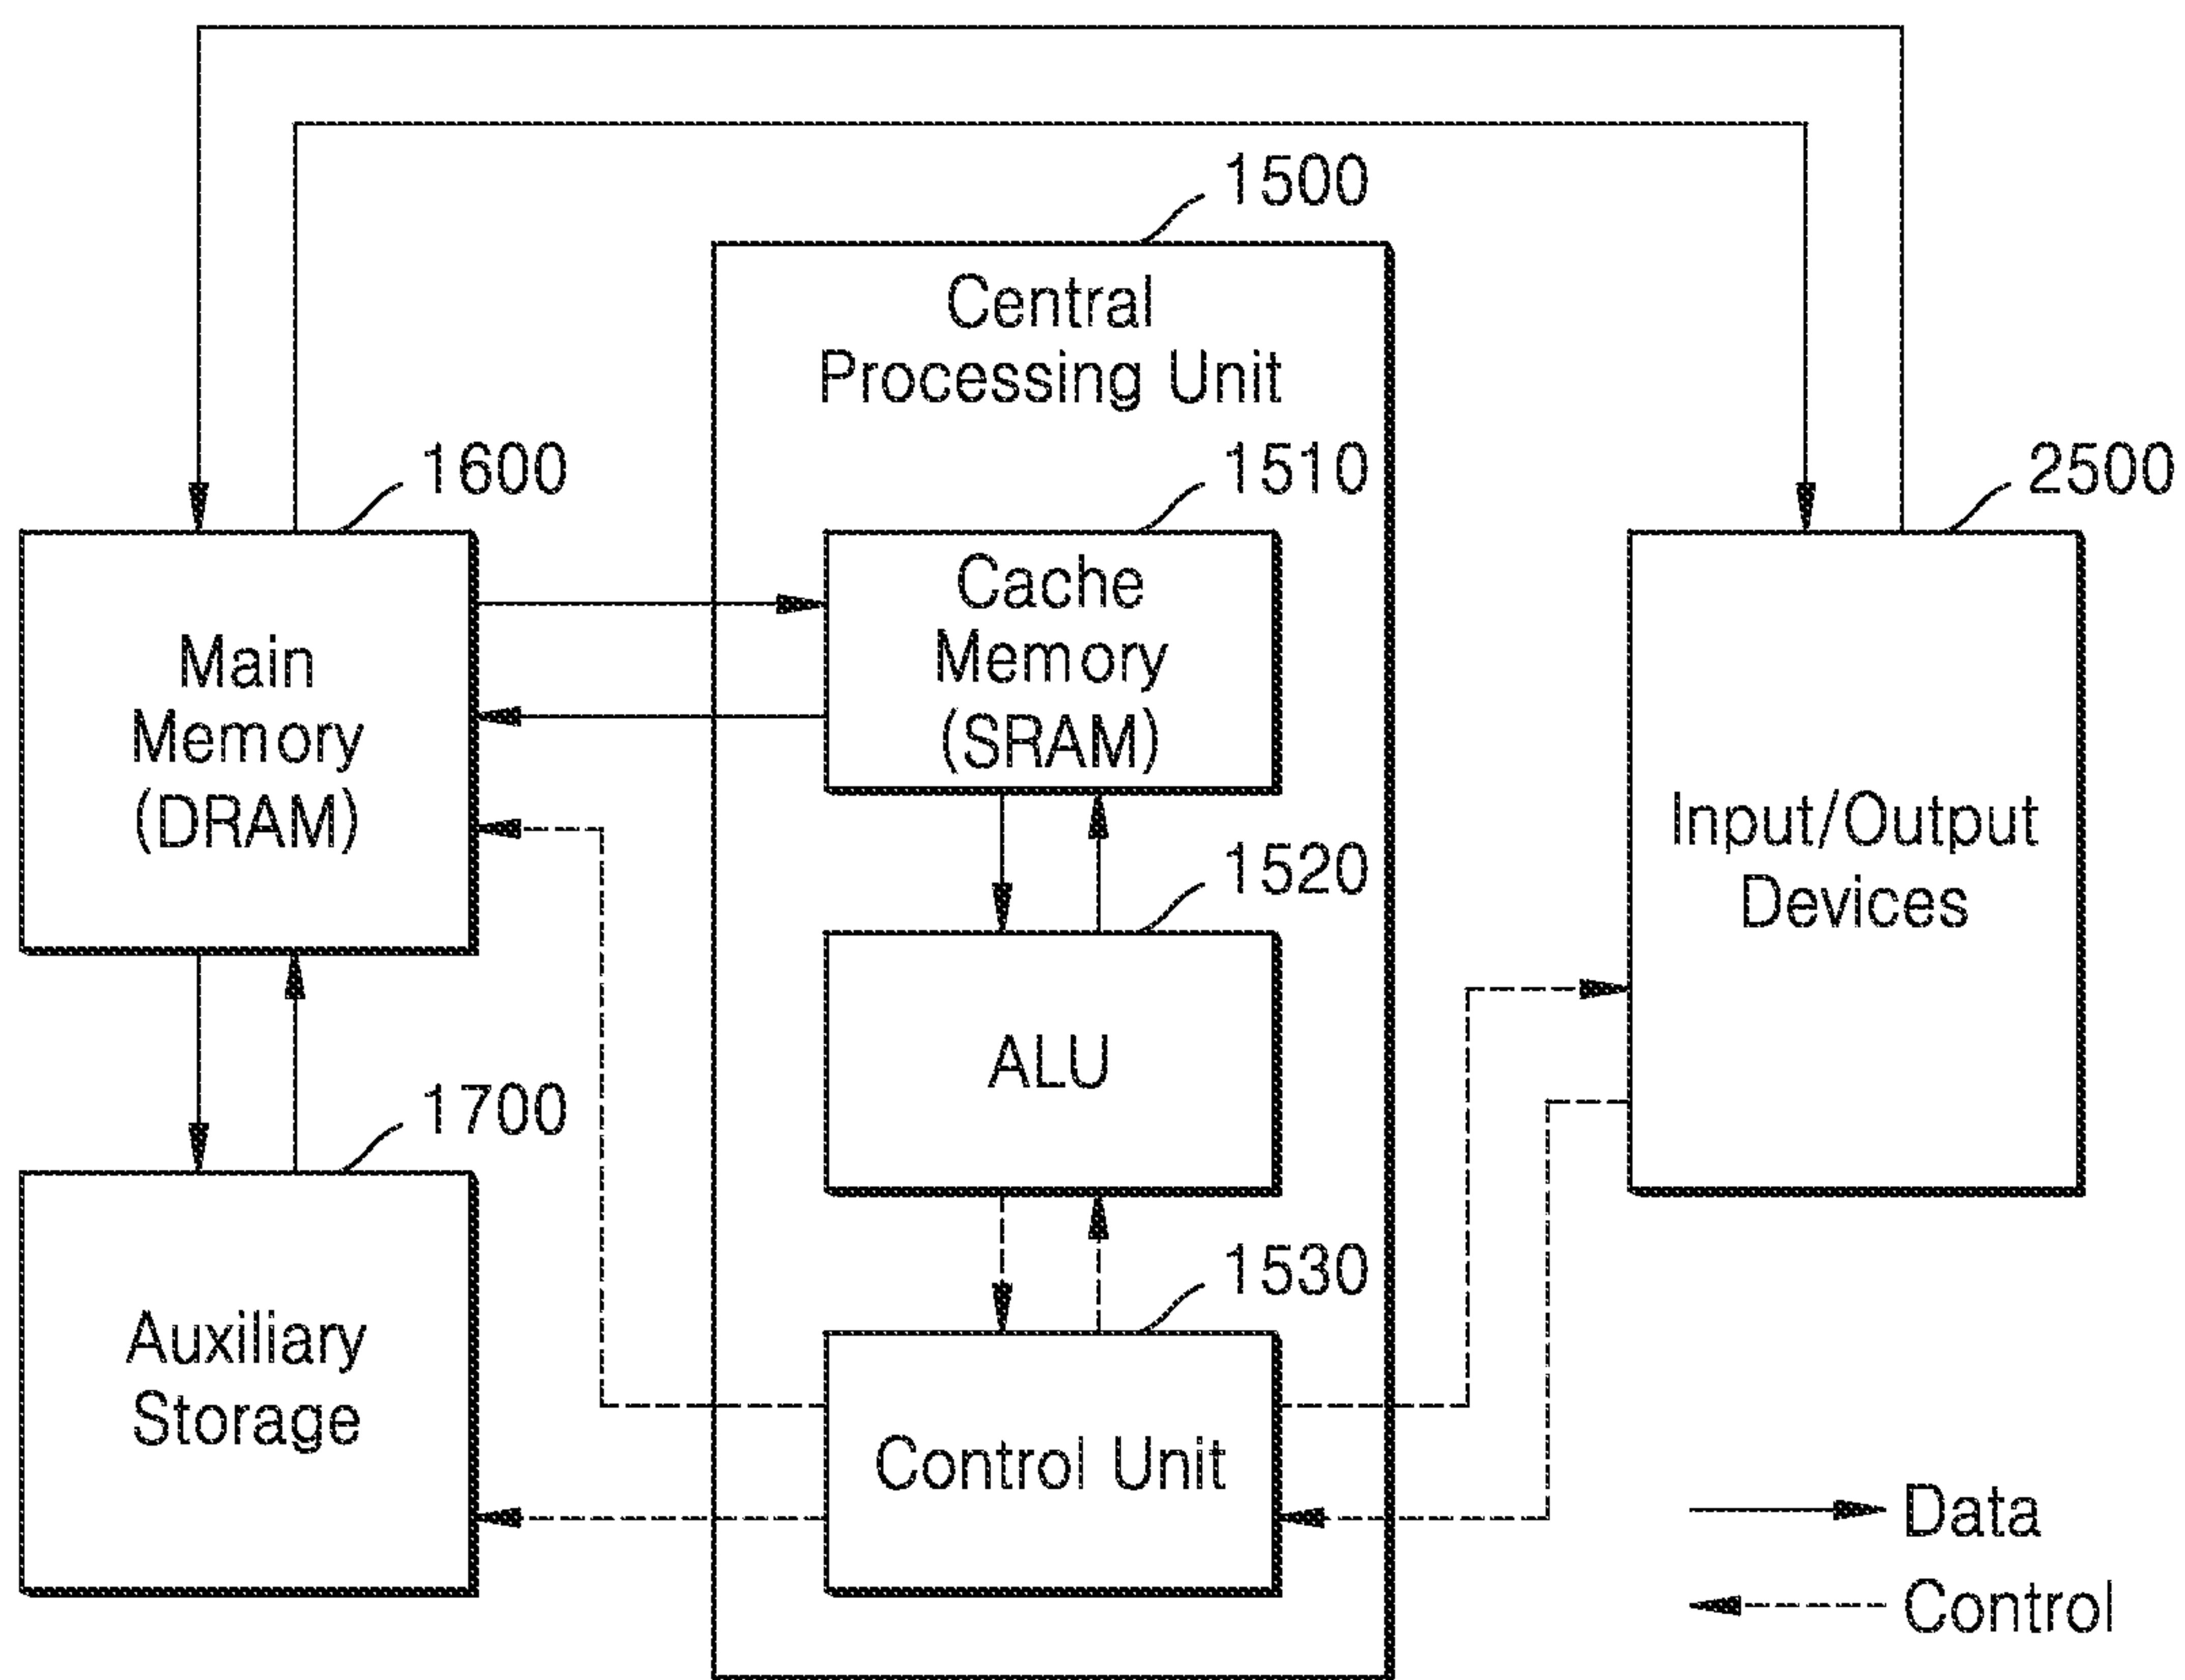 1500
Central
Processing Unit
1600
1510
2500
Main
Memory
(DRAM)
Cache
Memory
(SRAM)
Input/Output
Devices
1520
ALU
1700
Auxiliary
Storage
1530
Control Unit
Data
Control